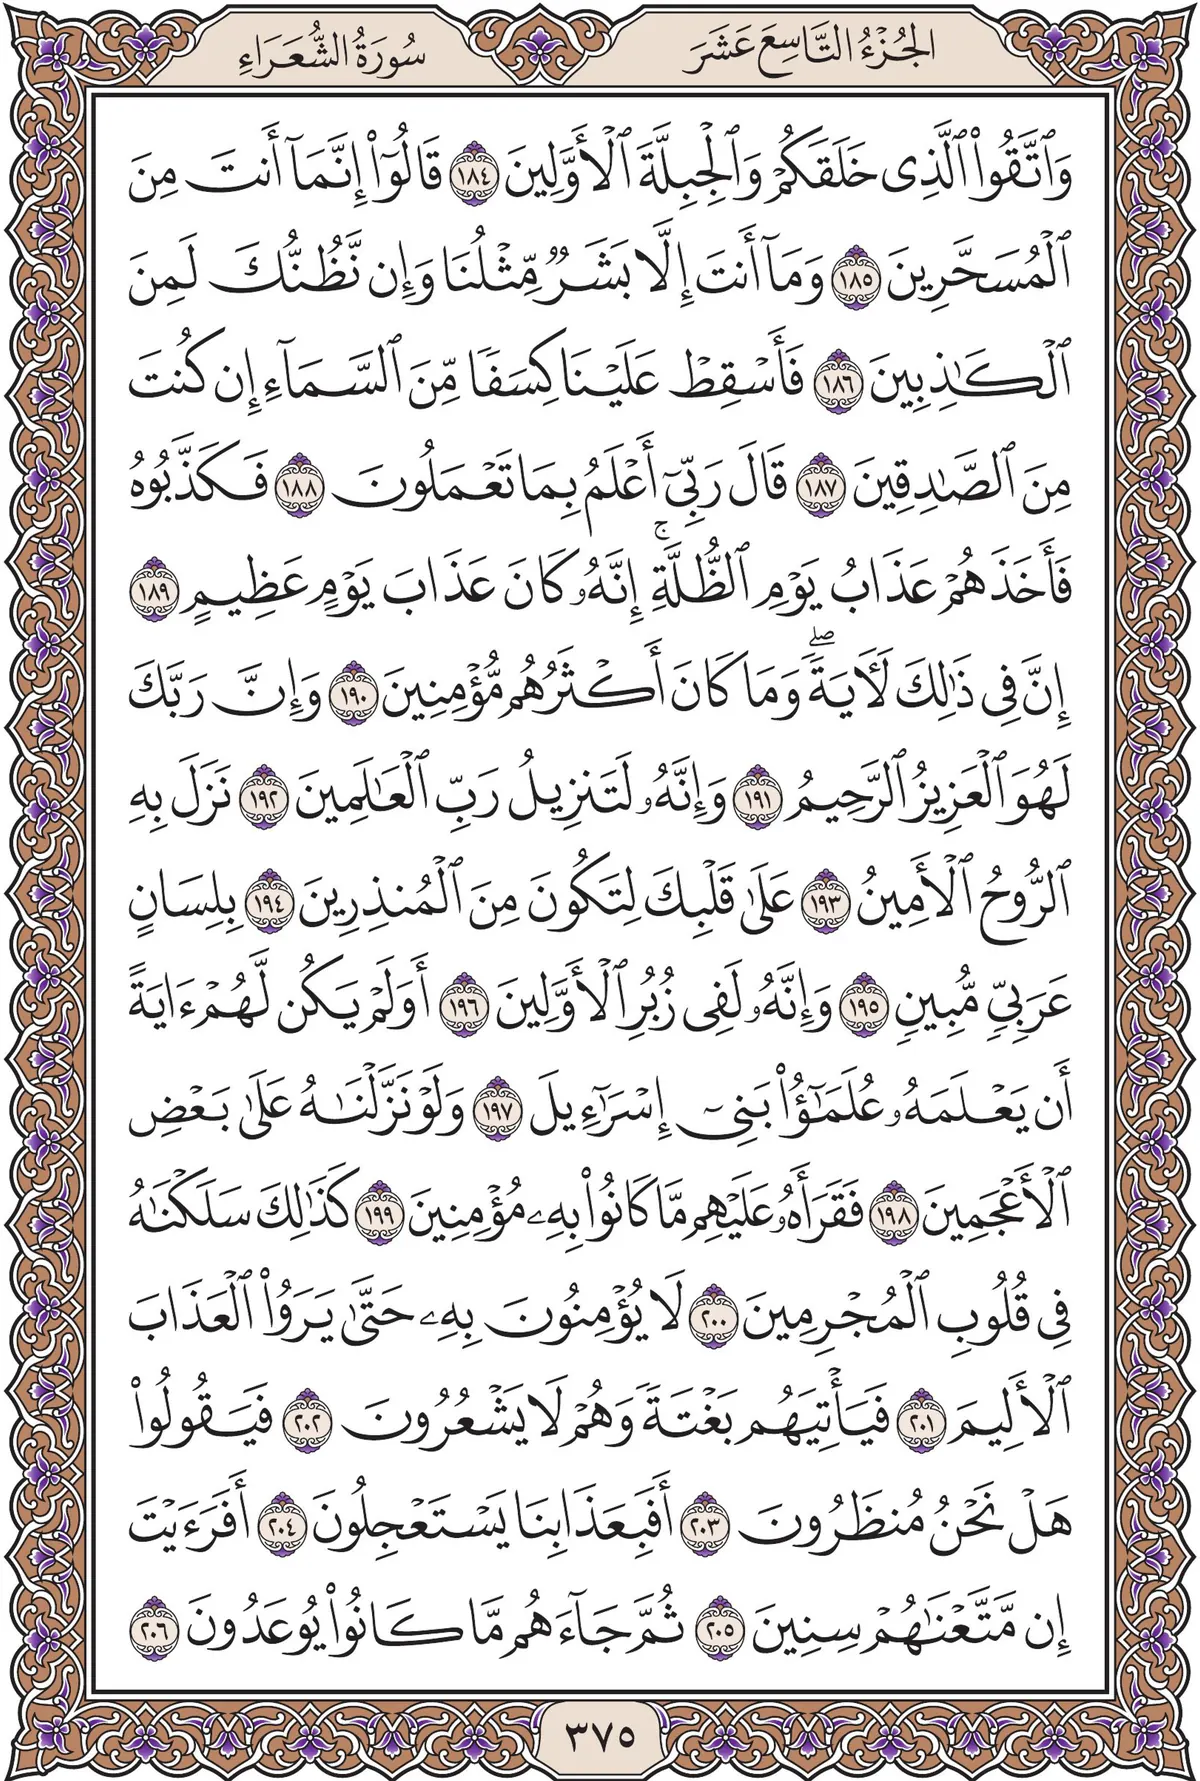 الجُزْءُ التَّاسِعَ عَشَرَ
سُورَةُ الشُّعَرَاءِ
وَٱتَّقُوا۟ ٱلَّذِى خَلَقَكُمْ وَٱلْجِبِلَّةَ ٱلْأَوَّلِينَ ١٨٤ قَالُوٓا۟ إِنَّمَآ أَنتَ مِنَ
ٱلْمُسَحَّرِينَ ١٨٥ وَمَآ أَنتَ إِلَّا بَشَرٌ مِّثْلُنَا وَإِن نَّظُنُّكَ لَمِنَ
ٱلْكَـٰذِبِينَ ١٨٦ فَأَسْقِطْ عَلَيْنَا كِسَفًا مِّنَ ٱلسَّمَآءِ إِن كُنتَ
مِنَ ٱلصَّـٰدِقِينَ ١٨٧ قَالَ رَبِّىٓ أَعْلَمُ بِمَا تَعْمَلُونَ ١٨٨ فَكَذَّبُوهُ
فَأَخَذَهُمْ عَذَابُ يَوْمِ ٱلظُّلَّةِ ۚ إِنَّهُۥ كَانَ عَذَابَ يَوْمٍ عَظِيمٍ ١٨٩
إِنَّ فِى ذَٰلِكَ لَـَٔايَةً ۖ وَمَا كَانَ أَكْثَرُهُم مُّؤْمِنِينَ ١٩٠ وَإِنَّ رَبَّكَ
لَهُوَ ٱلْعَزِيزُ ٱلرَّحِيمُ ١٩١ وَإِنَّهُۥ لَتَنزِيلُ رَبِّ ٱلْعَـٰلَمِينَ ١٩٢ نَزَلَ بِهِ
ٱلرُّوحُ ٱلْأَمِينُ ١٩٣ عَلَىٰ قَلْبِكَ لِتَكُونَ مِنَ ٱلْمُنذِرِينَ ١٩٤ بِلِسَانٍ
عَرَبِىٍّ مُّبِينٍ ١٩٥ وَإِنَّهُۥ لَفِى زُبُرِ ٱلْأَوَّلِينَ ١٩٦ أَوَلَمْ يَكُن لَّهُمْ ءَايَةً
أَن يَعْلَمَهُۥ عُلَمَـٰٓؤُا۟ بَنِىٓ إِسْرَٰٓءِيلَ ١٩٧ وَلَوْ نَزَّلْنَـٰهُ عَلَىٰ بَعْضِ
ٱلْأَعْجَمِينَ ١٩٨ فَقَرَأَهُۥ عَلَيْهِم مَّا كَانُوا۟ بِهِۦ مُؤْمِنِينَ ١٩٩ كَذَٰلِكَ سَلَكْنَـٰهُ
فِى قُلُوبِ ٱلْمُجْرِمِينَ ٢٠٠ لَا يُؤْمِنُونَ بِهِۦ حَتَّىٰ يَرَوُا۟ ٱلْعَذَابَ
ٱلْأَلِيمَ ٢٠١ فَيَأْتِيَهُم بَغْتَةً وَهُمْ لَا يَشْعُرُونَ ٢٠٢ فَيَقُولُوا۟
هَلْ نَحْنُ مُنظَرُونَ ٢٠٣ أَفَبِعَذَابِنَا يَسْتَعْجِلُونَ ٢٠٤ أَفَرَءَيْتَ
إِن مَّتَّعْنَـٰهُمْ سِنِينَ ٢٠٥ ثُمَّ جَآءَهُم مَّا كَانُوا۟ يُوعَدُونَ ٢٠٦
٣٧٥